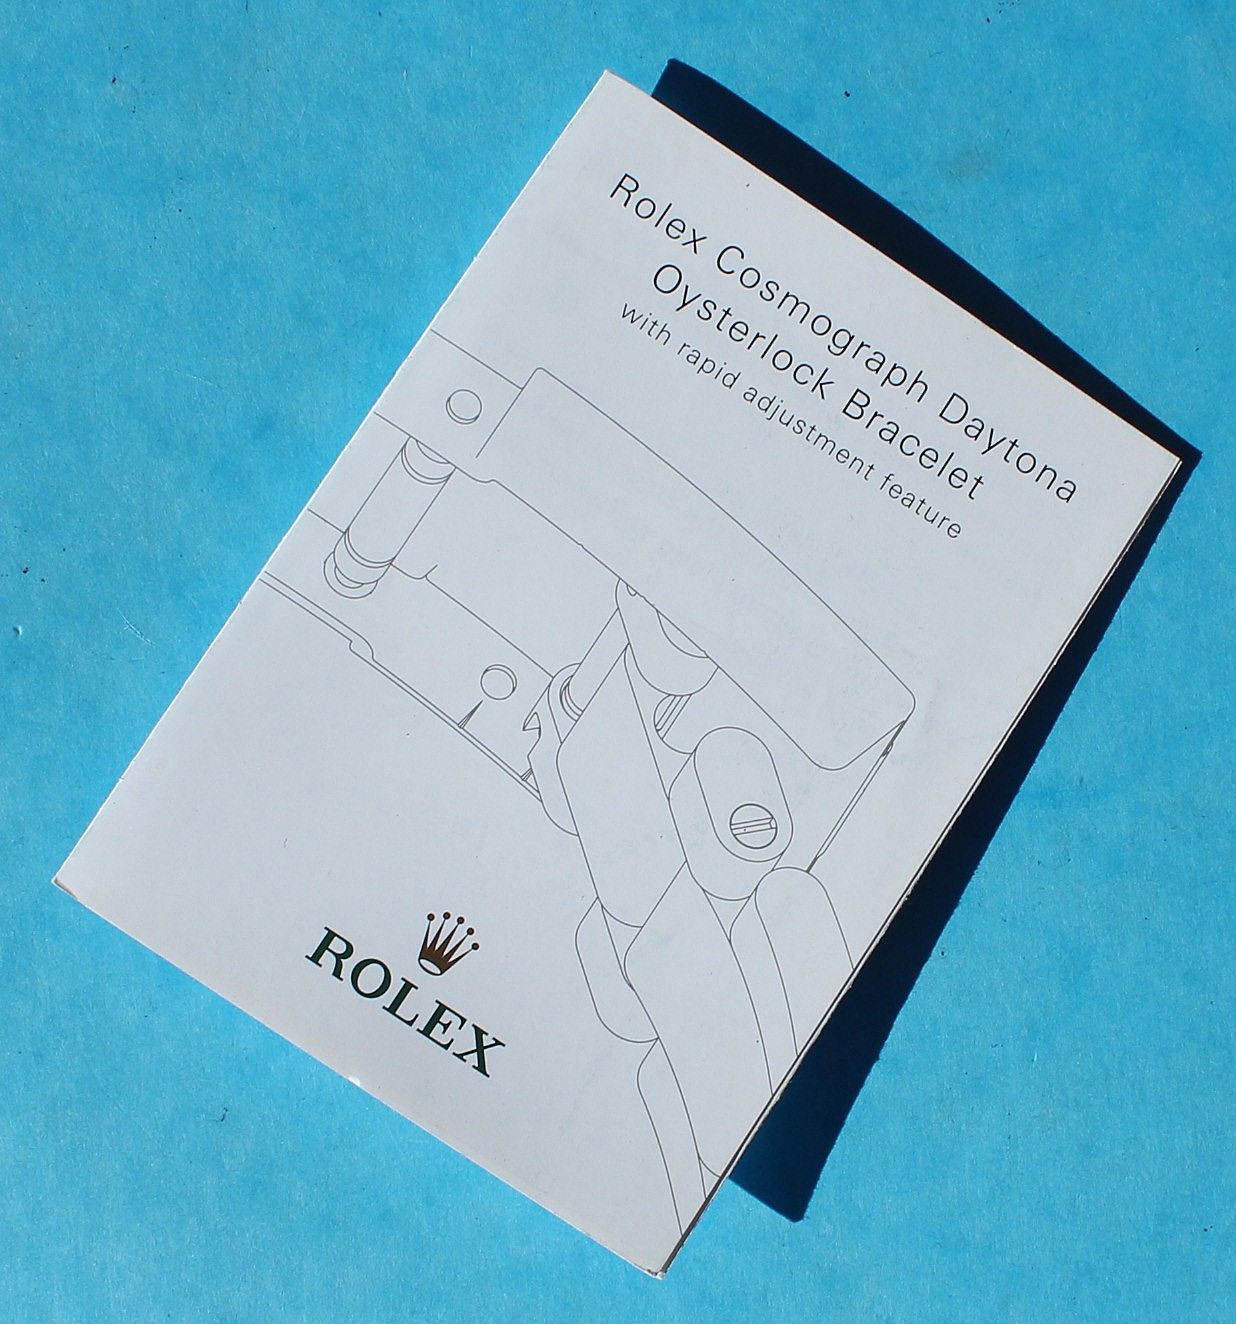 Rolex Cosmograph Daytona
Oysterlock Bracelet
with rapid adjustment feature
ROLEX